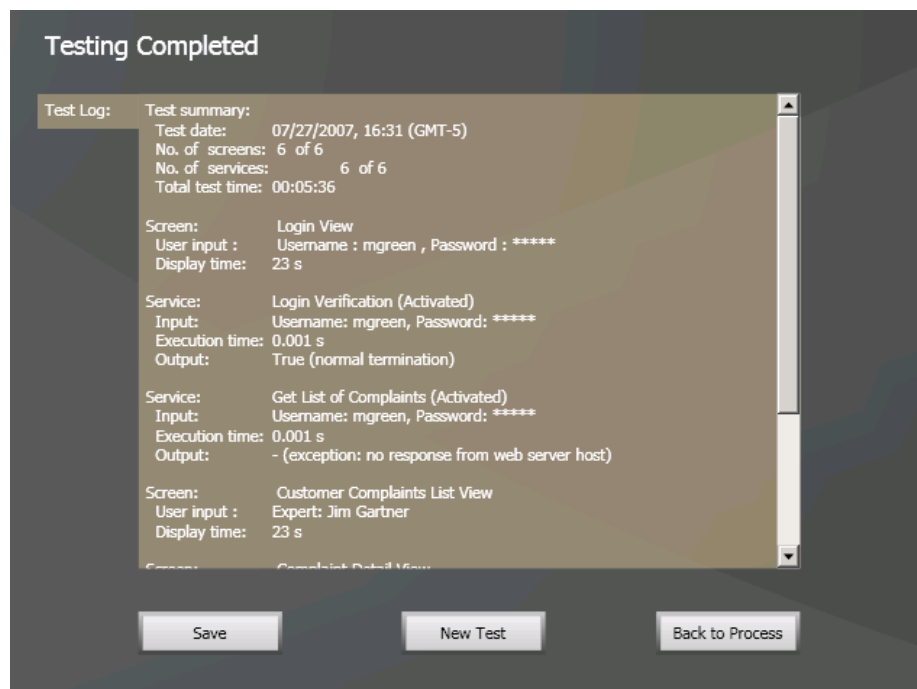 Testing Completed
Test Log:
Test summary:
Test date: 07/27/2007, 16:31 (GMT-5)
No. of screens: 6 of 6
No. of services: 6 of 6
Total test time: 00:05:36
Screen: Login View
User input : Username : mgreen , Password : *****
Display time: 23 s
Service: Login Verification (Activated)
Input: Username: mgreen, Password: *****
Execution time: 0.001 s
Output: True (normal termination)
Service: Get List of Complaints (Activated)
Input: Username: mgreen, Password: *****
Execution time: 0.001 s
Output: - (exception: no response from web server host)
Screen: Customer Complaints List View
User input : Expert: Jim Gartner
Display time: 23 s
Screen: Complaint Detail View
Save
New Test
Back to Process